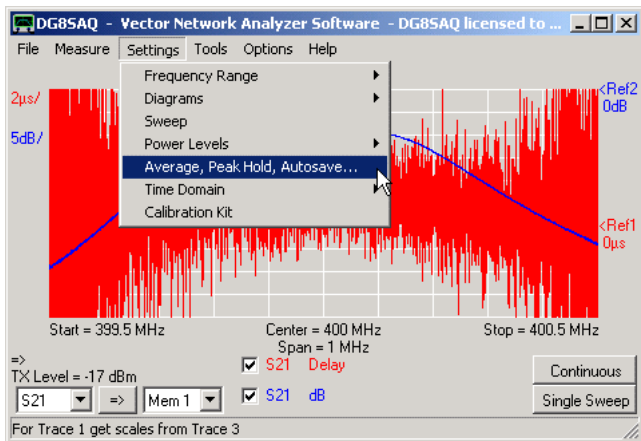 DG8SAQ - Vector Network Analyzer Software - DG8SAQ licensed to ...
File Measure Settings Tools Options Help
Frequency Range
Diagrams
Sweep
Power Levels
Average, Peak Hold, Autosave...
Time Domain
Calibration Kit
2µs/
5dB/
<Ref2
0dB
<Ref1
0µs
Start = 399.5 MHz Center = 400 MHz Stop = 400.5 MHz
Span = 1 MHz
=>
TX Level = -17 dBm
S21 => Mem 1
S21 Delay
S21 dB
Continuous
Single Sweep
For Trace 1 get scales from Trace 3